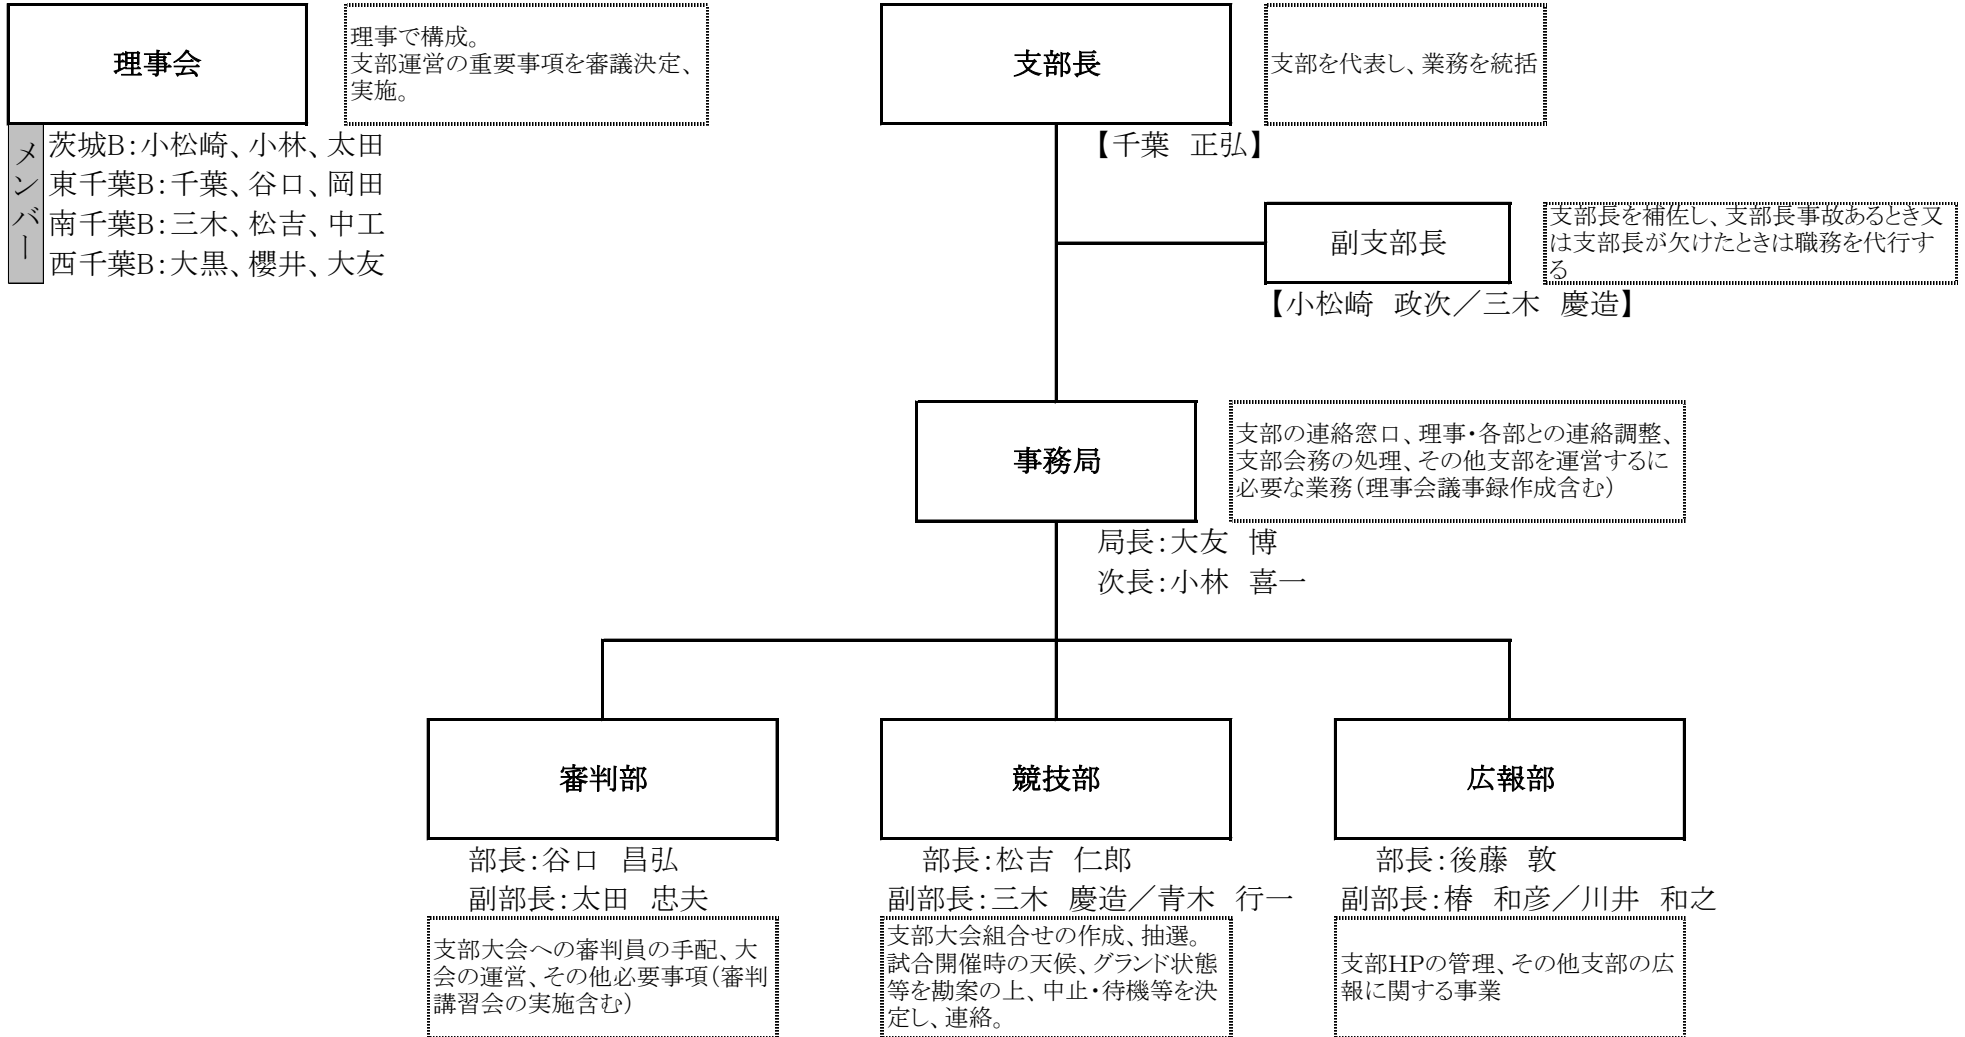 理事会
理事で構成。
支部運営の重要事項を審議決定、
実施。
メンバー
茨城B：小松崎、小林、太田
東千葉B：千葉、谷口、岡田
南千葉B：三木、松吉、中工
西千葉B：大黒、櫻井、大友
支部長
支部を代表し、業務を統括
【千葉　正弘】
副支部長
支部長を補佐し、支部長事故あるとき又
は支部長が欠けたときは職務を代行す
る
【小松崎　政次／三木　慶造】
事務局
支部の連絡窓口、理事・各部との連絡調整、
支部会務の処理、その他支部を運営するに
必要な業務（理事会議事録作成含む）
局長：大友　博
次長：小林　喜一
審判部
部長：谷口　昌弘
副部長：太田　忠夫
支部大会への審判員の手配、大
会の運営、その他必要事項（審判
講習会の実施含む）
競技部
部長：松吉　仁郎
副部長：三木　慶造／青木　行一
支部大会組合せの作成、抽選。
試合開催時の天候、グランド状態
等を勘案の上、中止・待機等を決
定し、連絡。
広報部
部長：後藤　敦
副部長：椿　和彦／川井　和之
支部HPの管理、その他支部の広
報に関する事業